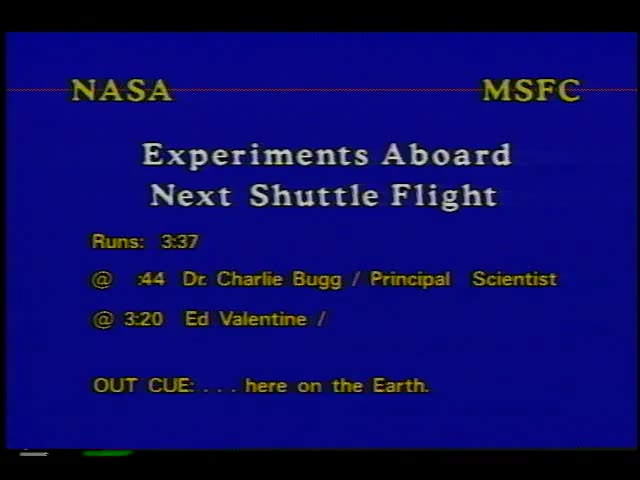 NASA MSFC
Experiments Aboard
Next Shuttle Flight
Runs: 3:37
@ :44 Dr. Charlie Bugg / Principal Scientist
@ 3:20 Ed Valentine /
OUT CUE: . . . here on the Earth.